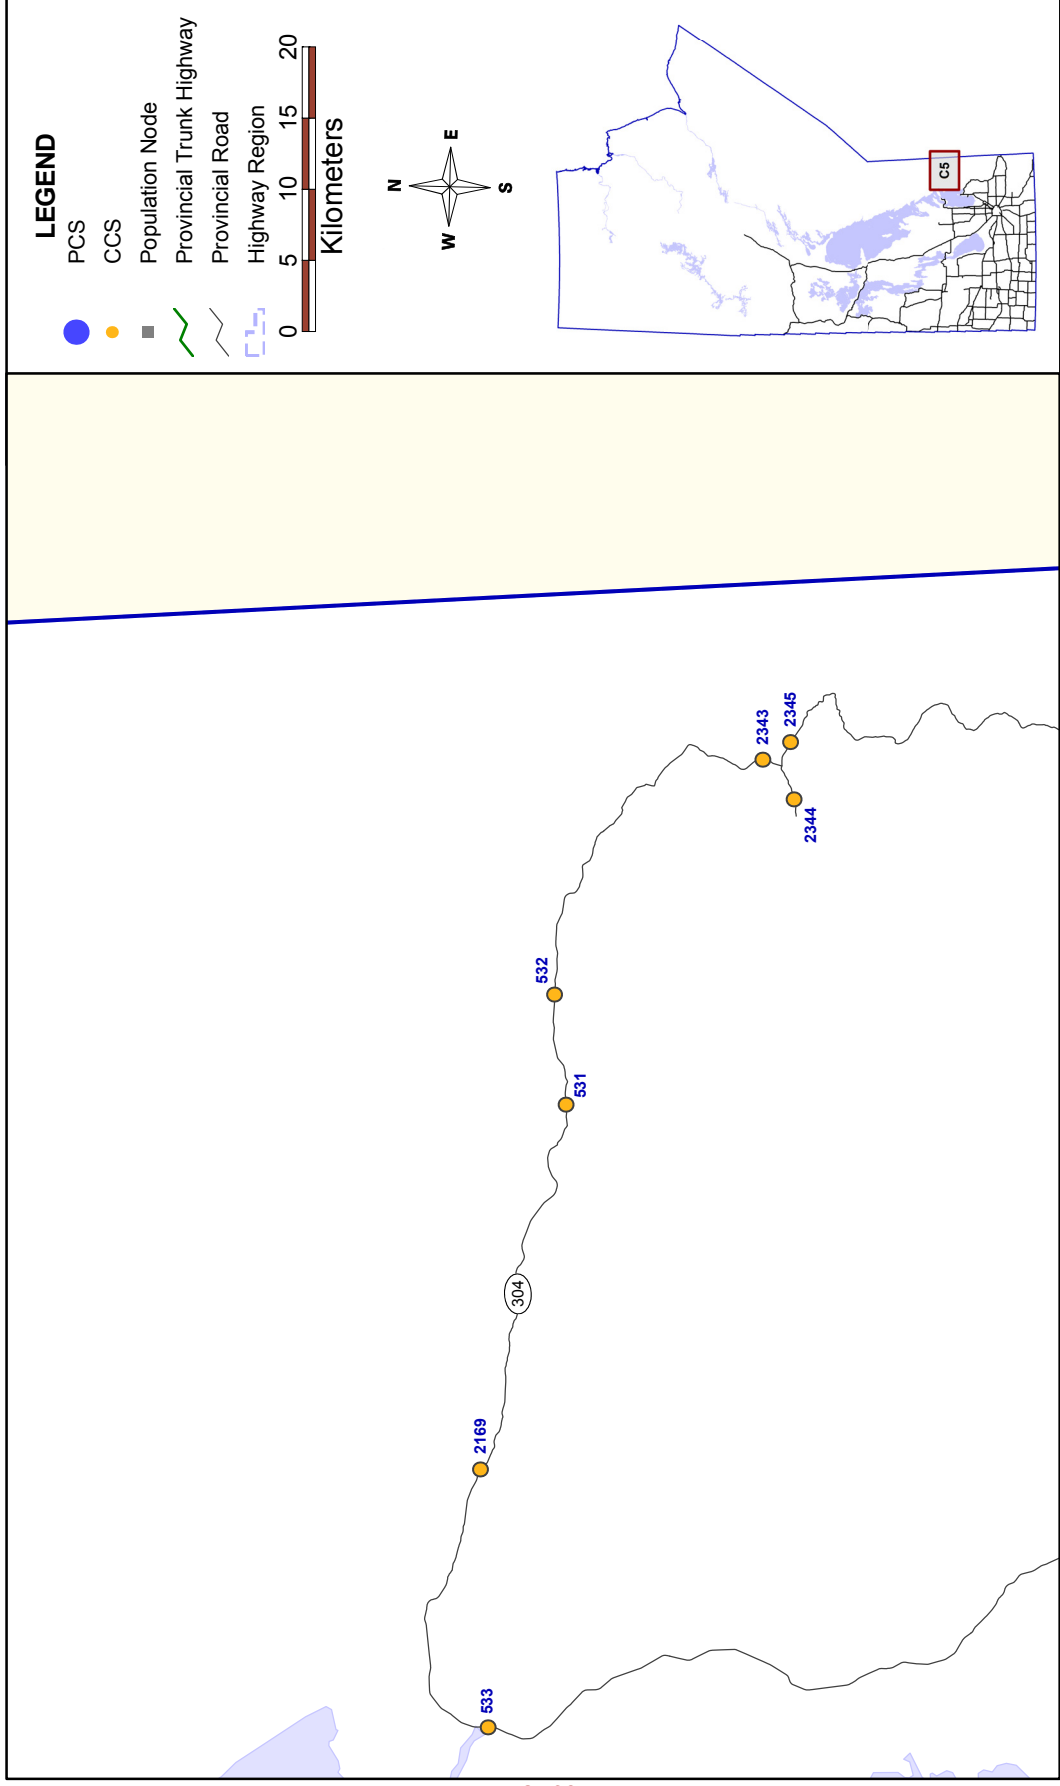 LEGEND
PCS
CCS
Population Node
Provincial Trunk Highway
Provincial Road
Highway Region
0 5 10 15 20
Kilometers
N
W E
S
C5
533
2169
304
531
532
2343
2344
2345